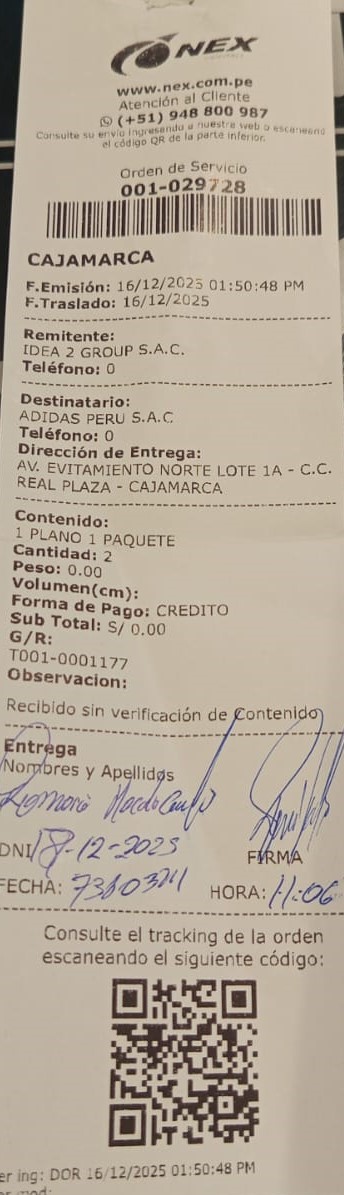 NEX
www.nex.com.pe
Atención al Cliente
(+51) 948 800 987
Consulte su envío ingresando a nuestra web o escaneando
el código QR de la parte inferior.
Orden de Servicio
001-029728
CAJAMARCA
F.Emisión: 16/12/2025 01:50:48 PM
F.Traslado: 16/12/2025
Remitente:
IDEA 2 GROUP S.A.C.
Teléfono: 0
Destinatario:
ADIDAS PERU S.A.C
Teléfono: 0
Dirección de Entrega:
AV. EVITAMIENTO NORTE LOTE 1A - C.C.
REAL PLAZA - CAJAMARCA
Contenido:
1 PLANO 1 PAQUETE
Cantidad: 2
Peso: 0.00
Volumen(cm):
Forma de Pago: CREDITO
Sub Total: S/ 0.00
G/R:
T001-0001177
Observacion:
Recibido sin verificación de Contenido
Entrega
Nombres y Apellidos
DNI 18-12-2025
FIRMA
FECHA:
HORA: 11:06
Consulte el tracking de la orden
escaneando el siguiente código:
er ing: DOR 16/12/2025 01:50:48 PM